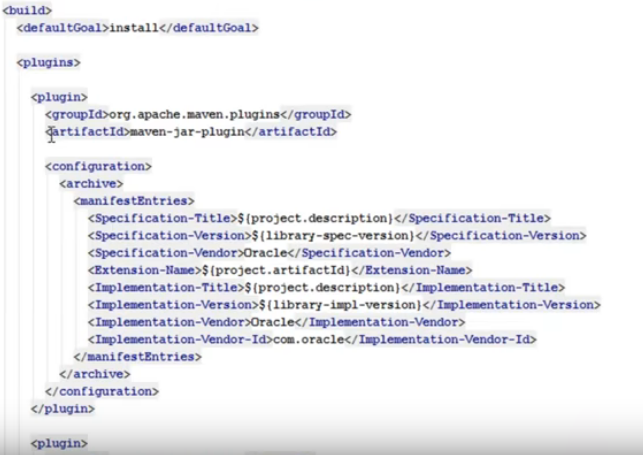 <build>
<defaultGoal>install</defaultGoal>
<plugins>
<plugin>
<groupId>org.apache.maven.plugins</groupId>
<artifactId>maven-jar-plugin</artifactId>
<configuration>
<archive>
<manifestEntries>
<Specification-Title>${project.description}</Specification-Title>
<Specification-Version>${library-spec-version}</Specification-Version>
<Specification-Vendor>Oracle</Specification-Vendor>
<Extension-Name>${project.artifactId}</Extension-Name>
<Implementation-Title>${project.description}</Implementation-Title>
<Implementation-Version>${library-impl-version}</Implementation-Version>
<Implementation-Vendor>Oracle</Implementation-Vendor>
<Implementation-Vendor-Id>com.oracle</Implementation-Vendor-Id>
</manifestEntries>
</archive>
</configuration>
</plugin>
<plugin>